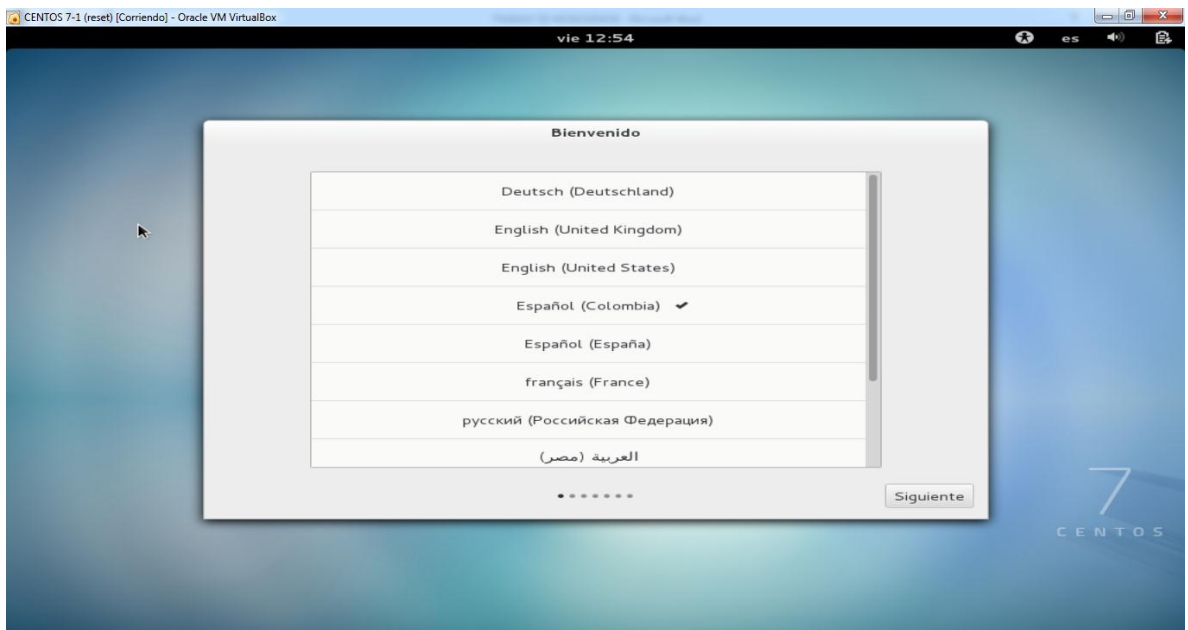 CENTOS 7-1 (reset) [Corriendo] - Oracle VM VirtualBox
vie 12:54
es
Bienvenido
Deutsch (Deutschland)
English (United Kingdom)
English (United States)
Español (Colombia)
Español (España)
français (France)
русский (Российская Федерация)
العربية (مصر)
Siguiente
7
CENTOS